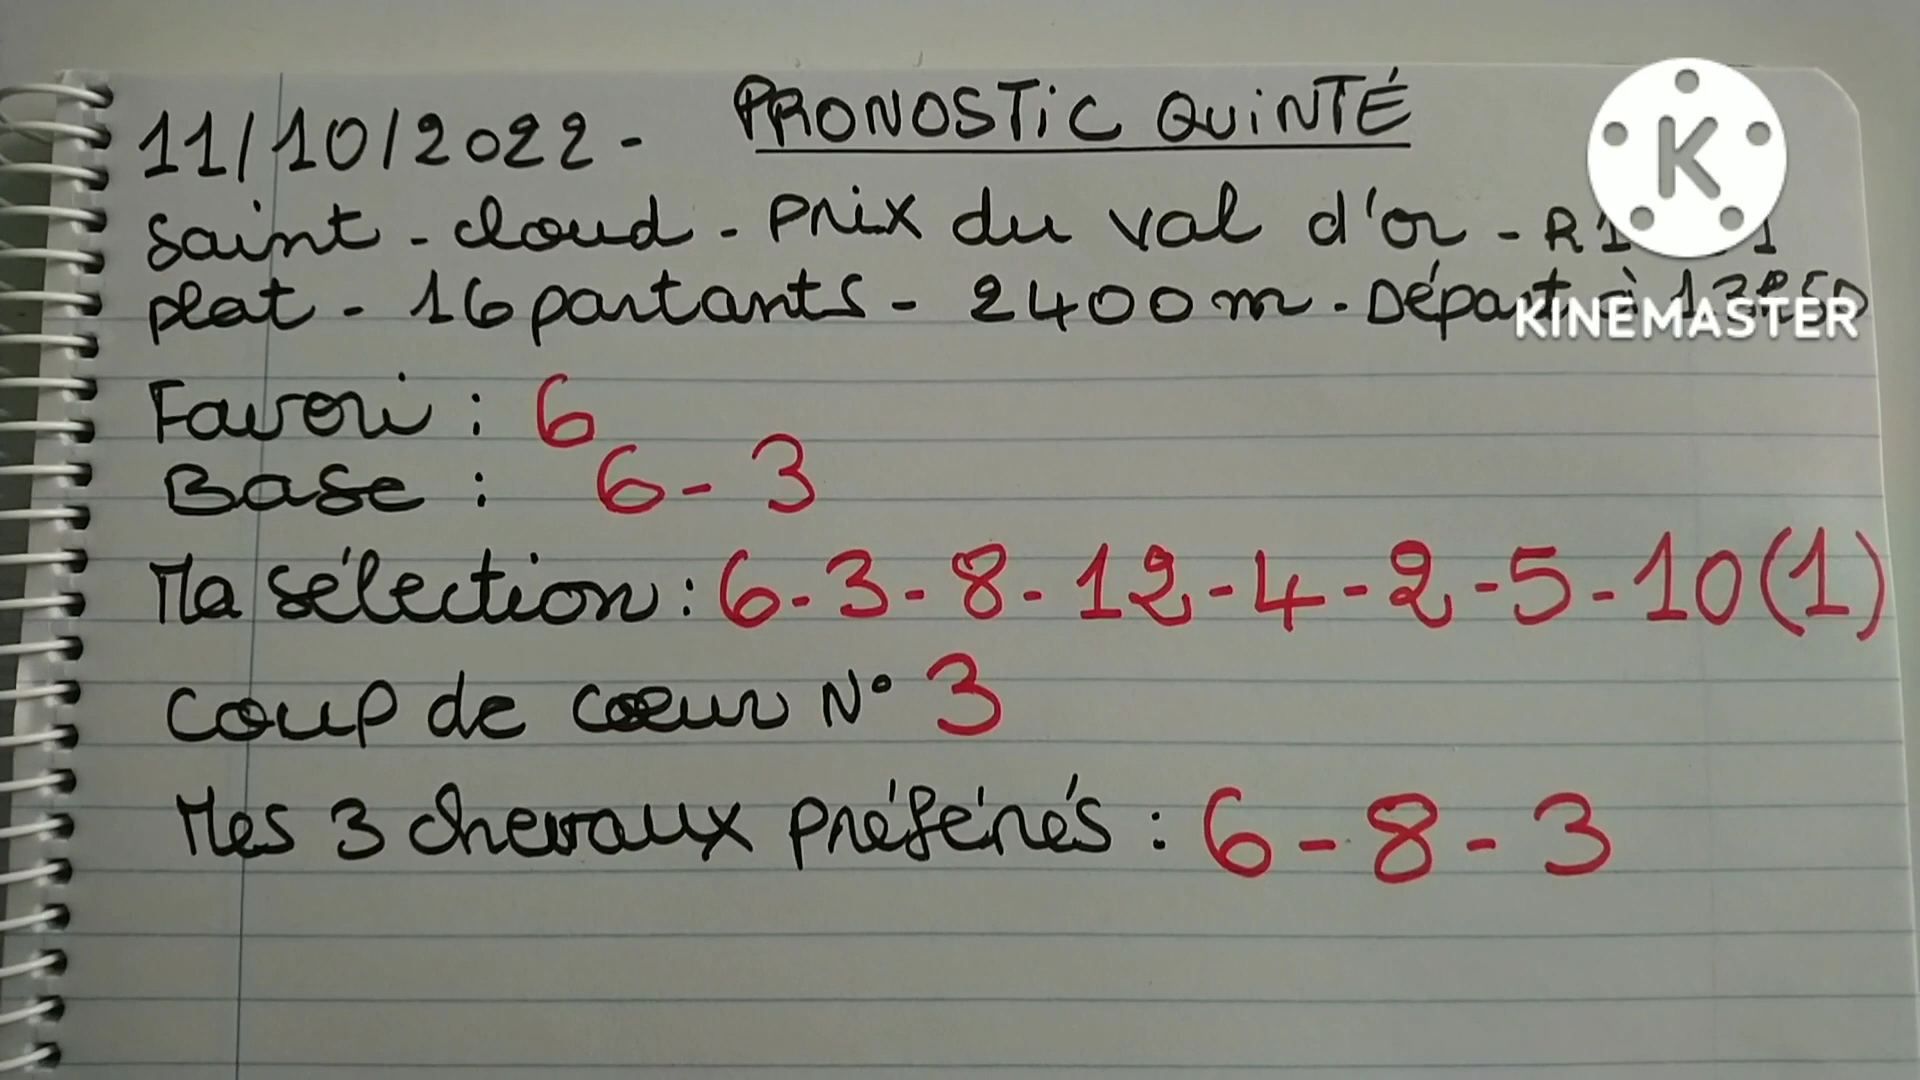 PRONOSTIC QUINTÉ
11/10/2022 -
Saint - cloud - Prix du val d'or - R1
plat - 16 partants - 2400m. Départ à
KINEMASTER
Favori : 6
Base : 6 - 3
Ma sélection : 6 - 3 - 8 - 12 - 4 - 2 - 5 - 10 (1)
coup de cœur N° 3
Mes 3 chevaux préférés : 6 - 8 - 3